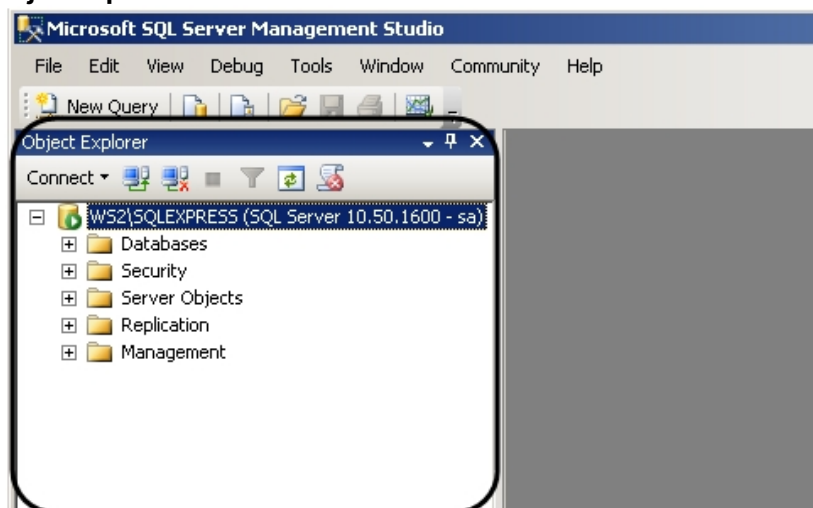 Microsoft SQL Server Management Studio
File Edit View Debug Tools Window Community Help
New Query
Object Explorer
Connect
WS2\SQLEXPRESS (SQL Server 10.50.1600 - sa)
Databases
Security
Server Objects
Replication
Management